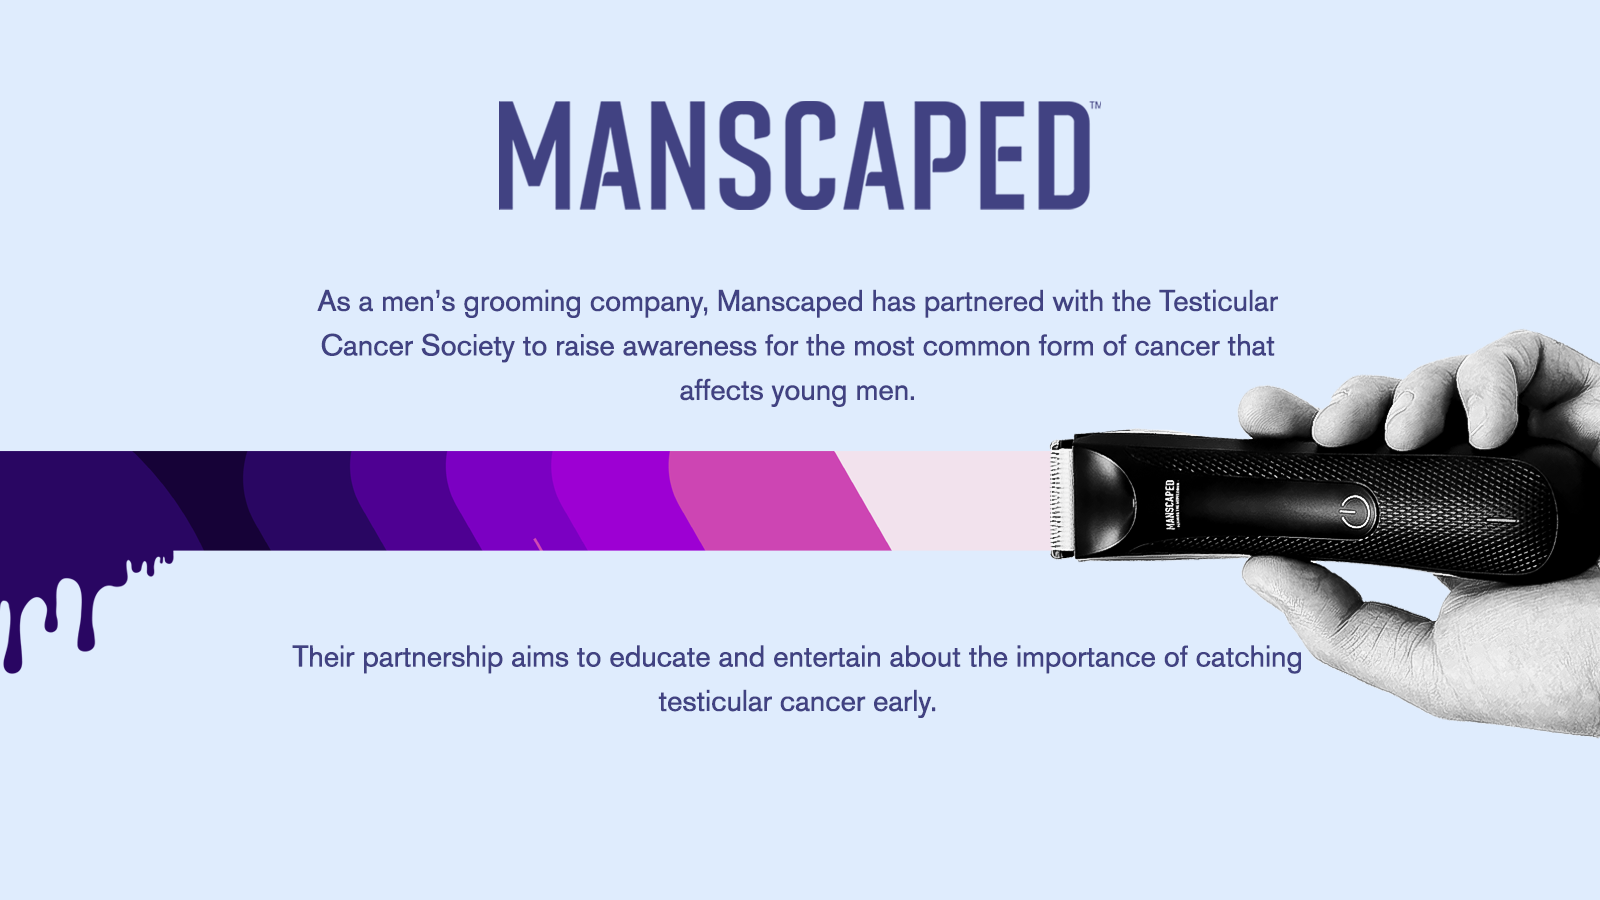 MANSCAPED™
As a men’s grooming company, Manscaped has partnered with the Testicular
Cancer Society to raise awareness for the most common form of cancer that
affects young men.
MANSCAPED
Their partnership aims to educate and entertain about the importance of catching
testicular cancer early.